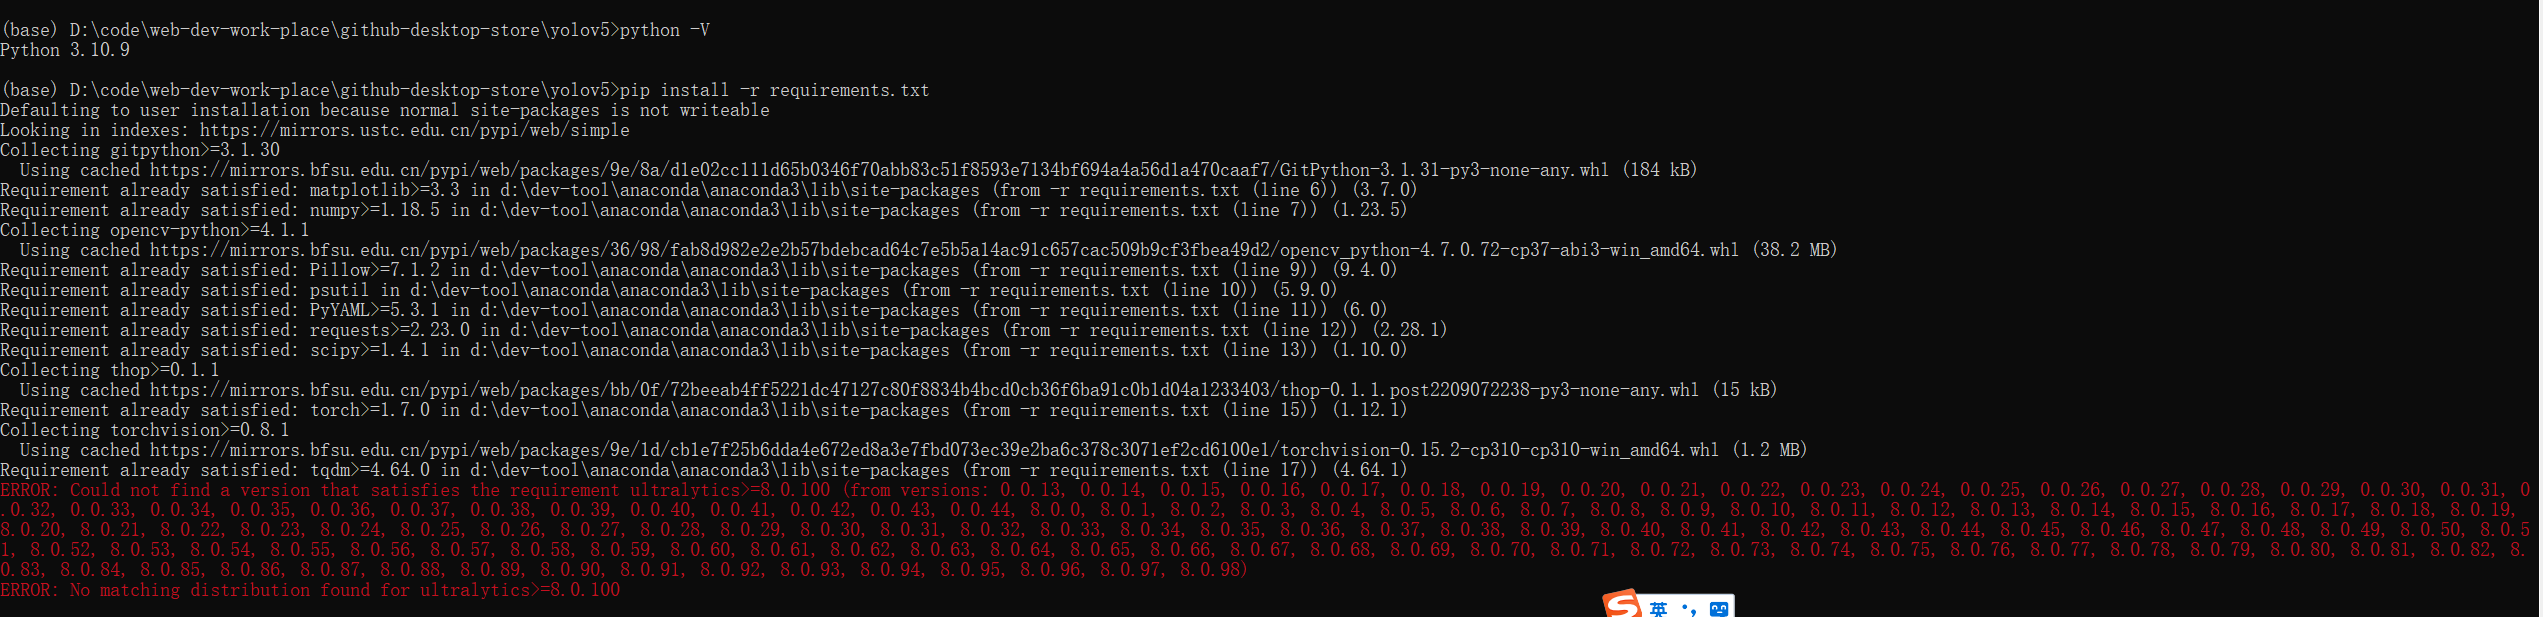 (base) D:\code\web-dev-work-place\github-desktop-store\yolov5>python -V
Python 3.10.9
(base) D:\code\web-dev-work-place\github-desktop-store\yolov5>pip install -r requirements.txt
Defaulting to user installation because normal site-packages is not writeable
Looking in indexes: https://mirrors.ustc.edu.cn/pypi/web/simple
Collecting gitpython>=3.1.30
  Using cached https://mirrors.bfsu.edu.cn/pypi/web/packages/9e/8a/d1e02cc111d65b0346f70abb83c51f8593e7134bf694a4a56d1a470caaf7/GitPython-3.1.31-py3-none-any.whl (184 kB)
Requirement already satisfied: matplotlib>=3.3 in d:\dev-tool\anaconda\anaconda3\lib\site-packages (from -r requirements.txt (line 6)) (3.7.0)
Requirement already satisfied: numpy>=1.18.5 in d:\dev-tool\anaconda\anaconda3\lib\site-packages (from -r requirements.txt (line 7)) (1.23.5)
Collecting opencv-python>=4.1.1
  Using cached https://mirrors.bfsu.edu.cn/pypi/web/packages/36/98/fab8d982e2e2b57bdebcad64c7e5b5a14ac91c657cac509b9cf3fbea49d2/opencv_python-4.7.0.72-cp37-abi3-win_amd64.whl (38.2 MB)
Requirement already satisfied: Pillow>=7.1.2 in d:\dev-tool\anaconda\anaconda3\lib\site-packages (from -r requirements.txt (line 9)) (9.4.0)
Requirement already satisfied: psutil in d:\dev-tool\anaconda\anaconda3\lib\site-packages (from -r requirements.txt (line 10)) (5.9.0)
Requirement already satisfied: PyYAML>=5.3.1 in d:\dev-tool\anaconda\anaconda3\lib\site-packages (from -r requirements.txt (line 11)) (6.0)
Requirement already satisfied: requests>=2.23.0 in d:\dev-tool\anaconda\anaconda3\lib\site-packages (from -r requirements.txt (line 12)) (2.28.1)
Requirement already satisfied: scipy>=1.4.1 in d:\dev-tool\anaconda\anaconda3\lib\site-packages (from -r requirements.txt (line 13)) (1.10.0)
Collecting thop>=0.1.1
  Using cached https://mirrors.bfsu.edu.cn/pypi/web/packages/bb/0f/72beeab4ff5221dc47127c80f8834b4bcd0cb36f6ba91c0b1d04a1233403/thop-0.1.1.post2209072238-py3-none-any.whl (15 kB)
Requirement already satisfied: torch>=1.7.0 in d:\dev-tool\anaconda\anaconda3\lib\site-packages (from -r requirements.txt (line 15)) (1.12.1)
Collecting torchvision>=0.8.1
  Using cached https://mirrors.bfsu.edu.cn/pypi/web/packages/9e/1d/cb1e7f25b6dda4e672ed8a3e7fbd073ec39e2ba6c378c3071ef2cd6100e1/torchvision-0.15.2-cp310-cp310-win_amd64.whl (1.2 MB)
Requirement already satisfied: tqdm>=4.64.0 in d:\dev-tool\anaconda\anaconda3\lib\site-packages (from -r requirements.txt (line 17)) (4.64.1)
ERROR: Could not find a version that satisfies the requirement ultralytics>=8.0.100 (from versions: 0.0.13, 0.0.14, 0.0.15, 0.0.16, 0.0.17, 0.0.18, 0.0.19, 0.0.20, 0.0.21, 0.0.22, 0.0.23, 0.0.24, 0.0.25, 0.0.26, 0.0.27, 0.0.28, 0.0.29, 0.0.30, 0.0.31, 0
.0.32, 0.0.33, 0.0.34, 0.0.35, 0.0.36, 0.0.37, 0.0.38, 0.0.39, 0.0.40, 0.0.41, 0.0.42, 0.0.43, 0.0.44, 8.0.0, 8.0.1, 8.0.2, 8.0.3, 8.0.4, 8.0.5, 8.0.6, 8.0.7, 8.0.8, 8.0.9, 8.0.10, 8.0.11, 8.0.12, 8.0.13, 8.0.14, 8.0.15, 8.0.16, 8.0.17, 8.0.18, 8.0.19,
8.0.20, 8.0.21, 8.0.22, 8.0.23, 8.0.24, 8.0.25, 8.0.26, 8.0.27, 8.0.28, 8.0.29, 8.0.30, 8.0.31, 8.0.32, 8.0.33, 8.0.34, 8.0.35, 8.0.36, 8.0.37, 8.0.38, 8.0.39, 8.0.40, 8.0.41, 8.0.42, 8.0.43, 8.0.44, 8.0.45, 8.0.46, 8.0.47, 8.0.48, 8.0.49, 8.0.50, 8.0.5
1, 8.0.52, 8.0.53, 8.0.54, 8.0.55, 8.0.56, 8.0.57, 8.0.58, 8.0.59, 8.0.60, 8.0.61, 8.0.62, 8.0.63, 8.0.64, 8.0.65, 8.0.66, 8.0.67, 8.0.68, 8.0.69, 8.0.70, 8.0.71, 8.0.72, 8.0.73, 8.0.74, 8.0.75, 8.0.76, 8.0.77, 8.0.78, 8.0.79, 8.0.80, 8.0.81, 8.0.82, 8.
0.83, 8.0.84, 8.0.85, 8.0.86, 8.0.87, 8.0.88, 8.0.89, 8.0.90, 8.0.91, 8.0.92, 8.0.93, 8.0.94, 8.0.95, 8.0.96, 8.0.97, 8.0.98)
ERROR: No matching distribution found for ultralytics>=8.0.100
S 英